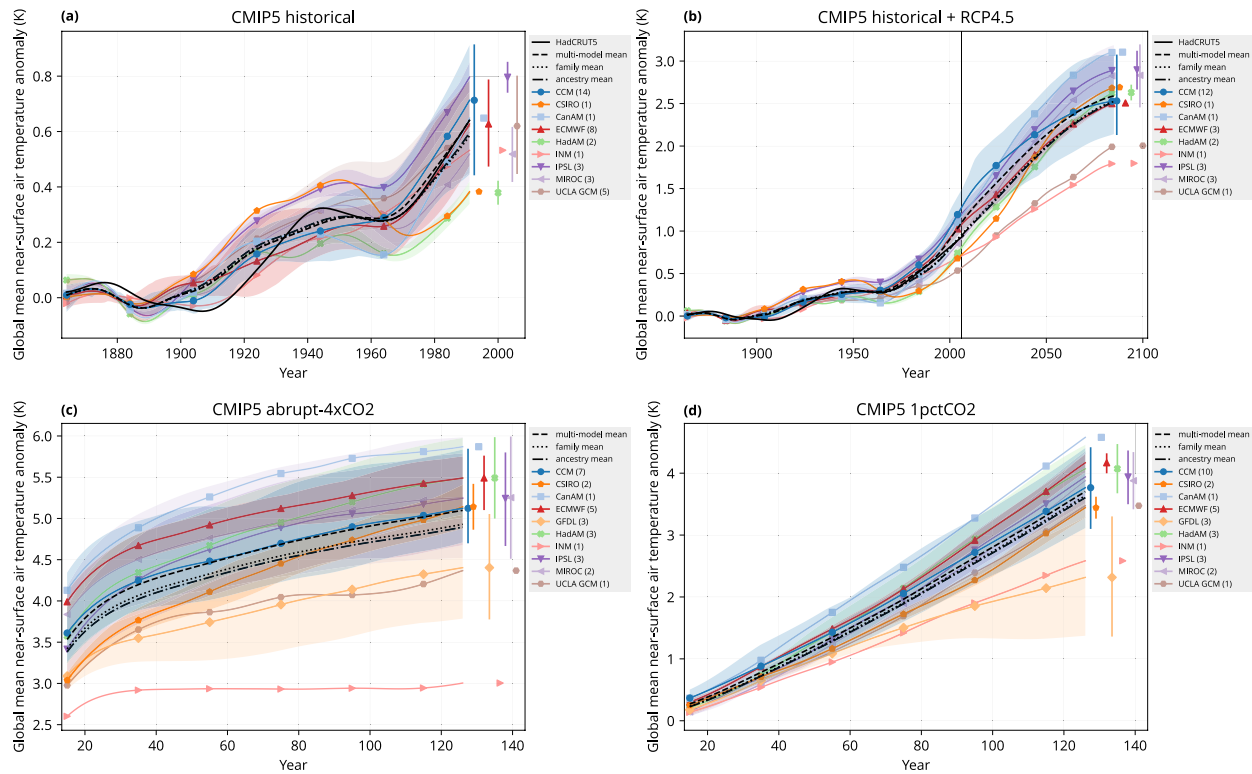 (a)
CMIP5 historical
Global mean near-surface air temperature anomaly (K)
0.8
0.6
0.4
0.2
0.0
1880
1900
1920
1940
1960
1980
2000
Year
HadCRUT5
multi-model mean
family mean
ancestry mean
CCM (14)
CSIRO (1)
CanAM (1)
ECMWF (8)
HadAM (2)
INM (1)
IPSL (3)
MIROC (3)
UCLA GCM (5)
(b)
CMIP5 historical + RCP4.5
Global mean near-surface air temperature anomaly (K)
3.0
2.5
2.0
1.5
1.0
0.5
0.0
1900
1950
2000
2050
2100
Year
HadCRUT5
multi-model mean
family mean
ancestry mean
CCM (12)
CSIRO (1)
CanAM (1)
ECMWF (3)
HadAM (2)
INM (1)
IPSL (3)
MIROC (3)
UCLA GCM (1)
(c)
CMIP5 abrupt-4xCO2
Global mean near-surface air temperature anomaly (K)
6.0
5.5
5.0
4.5
4.0
3.5
3.0
2.5
20
40
60
80
100
120
140
Year
multi-model mean
family mean
ancestry mean
CCM (7)
CSIRO (2)
CanAM (1)
ECMWF (5)
GFDL (3)
HadAM (3)
INM (1)
IPSL (3)
MIROC (2)
UCLA GCM (1)
(d)
CMIP5 1pctCO2
Global mean near-surface air temperature anomaly (K)
4
3
2
1
0
20
40
60
80
100
120
140
Year
multi-model mean
family mean
ancestry mean
CCM (10)
CSIRO (2)
CanAM (1)
ECMWF (5)
GFDL (3)
HadAM (3)
INM (1)
IPSL (3)
MIROC (2)
UCLA GCM (1)